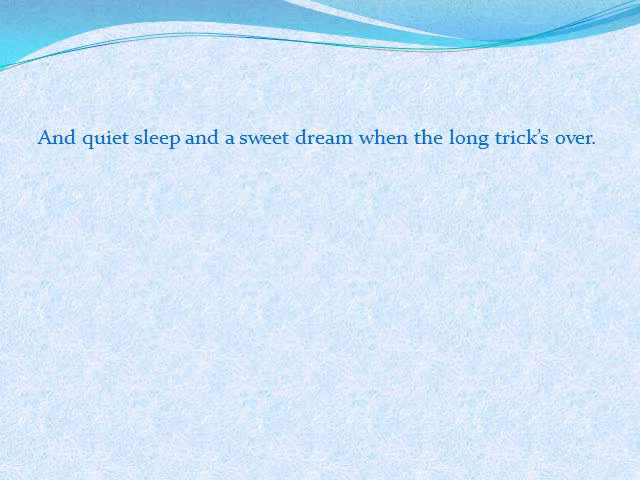 And quiet sleep and a sweet dream when the long trick’s over.